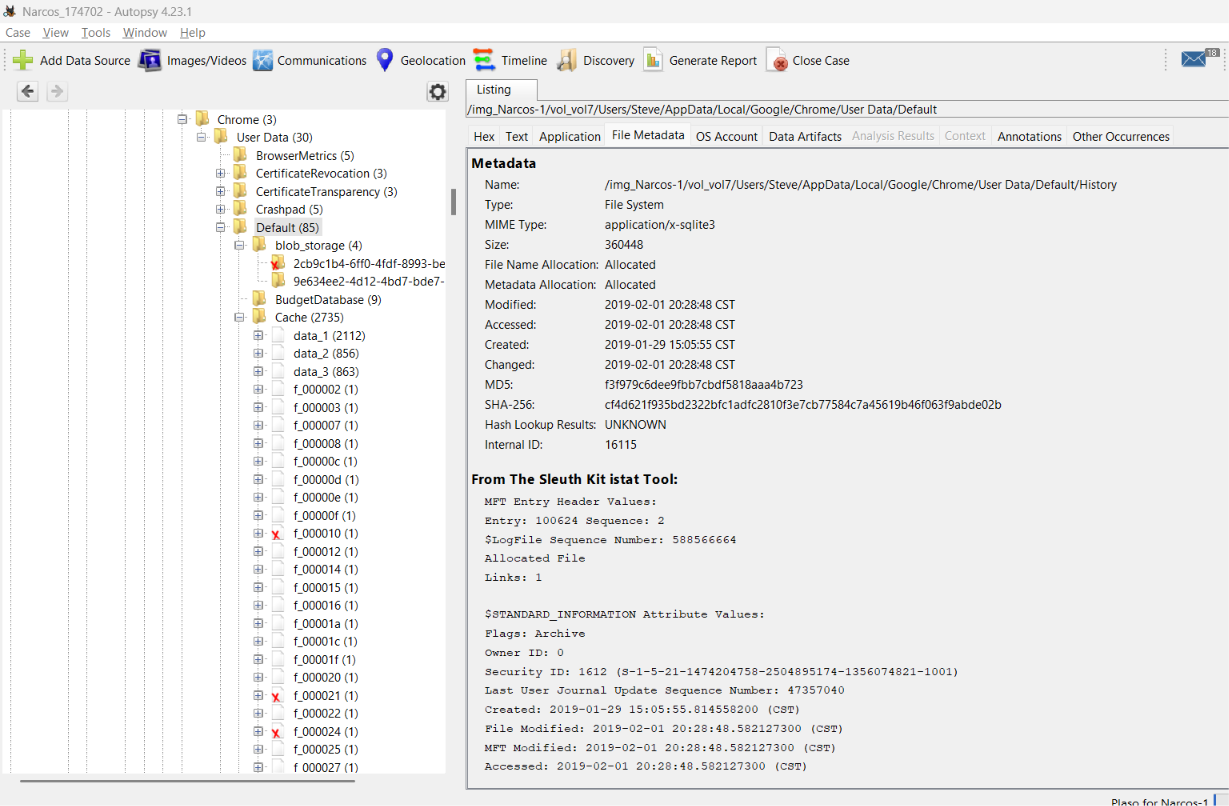 Narcos_174702 - Autopsy 4.23.1
Case View Tools Window Help
Add Data Source Images/Videos Communications Geolocation Timeline Discovery Generate Report Close Case 18
Listing
/img_Narcos-1/vol_vol7/Users/Steve/AppData/Local/Google/Chrome/User Data/Default
Hex Text Application File Metadata OS Account Data Artifacts Analysis Results Context Annotations Other Occurrences
Chrome (3)
User Data (30)
BrowserMetrics (5)
CertificateRevocation (3)
CertificateTransparency (3)
Crashpad (5)
Default (85)
blob_storage (4)
2cb9c1b4-6ff0-4fdf-8993-be
9e634ee2-4d12-4bd7-bde7-
BudgetDatabase (9)
Cache (2735)
data_1 (2112)
data_2 (856)
data_3 (863)
f_000002 (1)
f_000003 (1)
f_000007 (1)
f_000008 (1)
f_00000c (1)
f_00000d (1)
f_00000e (1)
f_00000f (1)
f_000010 (1)
f_000012 (1)
f_000014 (1)
f_000015 (1)
f_000016 (1)
f_00001a (1)
f_00001c (1)
f_00001f (1)
f_000020 (1)
f_000021 (1)
f_000022 (1)
f_000024 (1)
f_000025 (1)
f_000027 (1)
Metadata
Name: /img_Narcos-1/vol_vol7/Users/Steve/AppData/Local/Google/Chrome/User Data/Default/History
Type: File System
MIME Type: application/x-sqlite3
Size: 360448
File Name Allocation: Allocated
Metadata Allocation: Allocated
Modified: 2019-02-01 20:28:48 CST
Accessed: 2019-02-01 20:28:48 CST
Created: 2019-01-29 15:05:55 CST
Changed: 2019-02-01 20:28:48 CST
MD5: f3f979c6dee9fbb7cbdf5818aaa4b723
SHA-256: cf4d621f935bd2322bfc1adfc2810f3e7cb77584c7a45619b46f063f9abde02b
Hash Lookup Results: UNKNOWN
Internal ID: 16115
From The Sleuth Kit istat Tool:
MFT Entry Header Values:
Entry: 100624 Sequence: 2
$LogFile Sequence Number: 588566664
Allocated File
Links: 1
$STANDARD_INFORMATION Attribute Values:
Flags: Archive
Owner ID: 0
Security ID: 1612 (S-1-5-21-1474204758-2504895174-1356074821-1001)
Last User Journal Update Sequence Number: 47357040
Created: 2019-01-29 15:05:55.814558200 (CST)
File Modified: 2019-02-01 20:28:48.582127300 (CST)
MFT Modified: 2019-02-01 20:28:48.582127300 (CST)
Accessed: 2019-02-01 20:28:48.582127300 (CST)
Plaso for Narcos-1